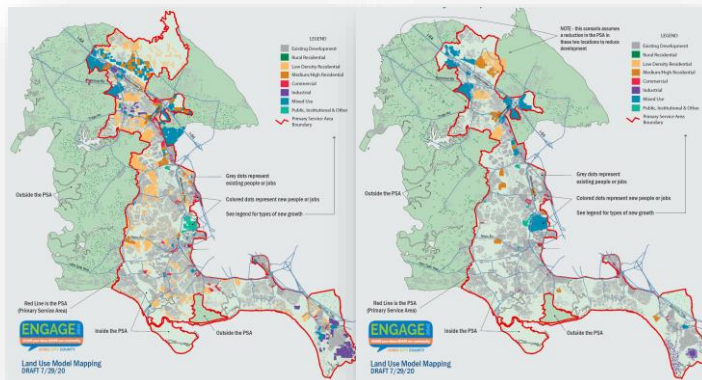 LEGEND
Existing Development
Rural Residential
Low Density Residential
Medium/High Residential
Commercial
Industrial
Mixed Use
Public, Institutional & Other
Primary Service Area
Boundary
Grey dots represent
existing people or jobs
Colored dots represent new people or jobs
See legend for types of new growth
Outside the PSA
Red Line is the PSA
(Primary Service Area)
Inside the PSA
Outside the PSA
ENGAGE
Land Use Model Mapping
DRAFT 7/29/20
NOTE - this scenario assumes
a reduction in the PSA in
these two locations to reduce
development
LEGEND
Existing Development
Rural Residential
Low Density Residential
Medium/High Residential
Commercial
Industrial
Mixed Use
Public, Institutional & Other
Primary Service Area
Boundary
Grey dots represent
existing people or jobs
Colored dots represent new people or jobs
See legend for types of new growth
Outside the PSA
Red Line is the PSA
(Primary Service Area)
Inside the PSA
Outside the PSA
ENGAGE
Land Use Model Mapping
DRAFT 7/29/20